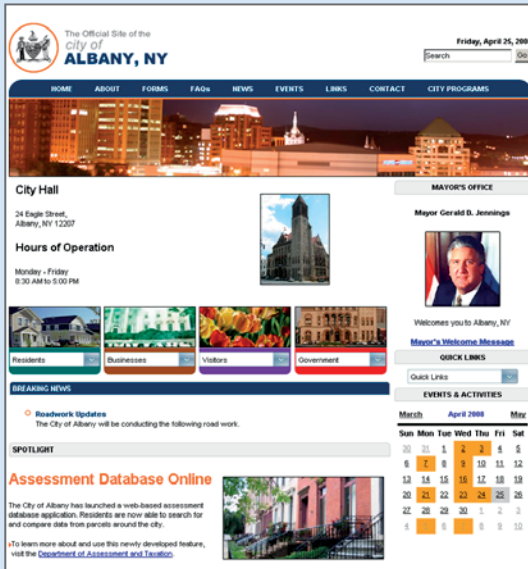 The Official Site of the
city of
ALBANY, NY
Friday, April 25, 200
Search
Go
HOME ABOUT FORMS FAQs NEWS EVENTS LINKS CONTACT CITY PROGRAMS
City Hall
24 Eagle Street,
Albany, NY 12207
Hours of Operation
Monday - Friday
8:30 AM to 5:00 PM
Residents
Businesses
Visitors
Government
BREAKING NEWS
Roadwork Updates
The City of Albany will be conducting the following road work.
SPOTLIGHT
Assessment Database Online
The City of Albany has launched a web-based assessment
database application. Residents are now able to search for
and compare data from parcels around the city.
To learn more about and use this newly developed feature,
visit the Department of Assessment and Taxation.
MAYOR'S OFFICE
Mayor Gerald D. Jennings
Welcomes you to Albany, NY
Mayor's Welcome Message
QUICK LINKS
Quick Links
EVENTS & ACTIVITIES
March April 2008 May
Sun Mon Tue Wed Thu Fri Sat
30 31 1 2 3 4 5
6 7 8 9 10 11 12
13 14 15 16 17 18 19
20 21 22 23 24 25 26
27 28 29 30 1 2 3
4 6 8 9 10